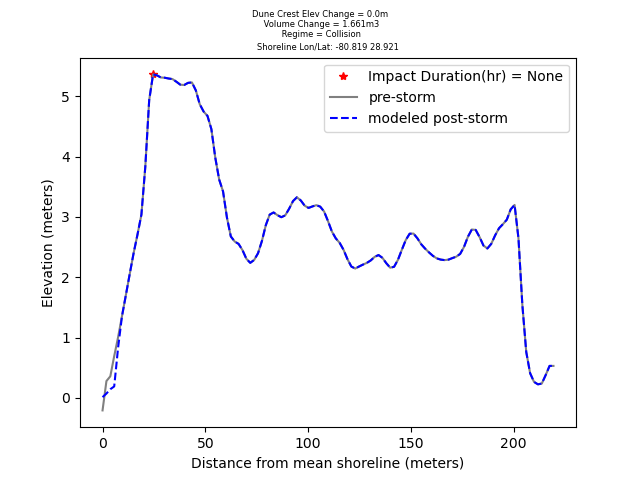 Dune Crest Elev Change = 0.0m
Volume Change = 1.661m3
Regime = Collision
Shoreline Lon/Lat: -80.819 28.921
Impact Duration(hr) = None
pre-storm
modeled post-storm
Elevation (meters)
5
4
3
2
1
0
0 50 100 150 200
Distance from mean shoreline (meters)